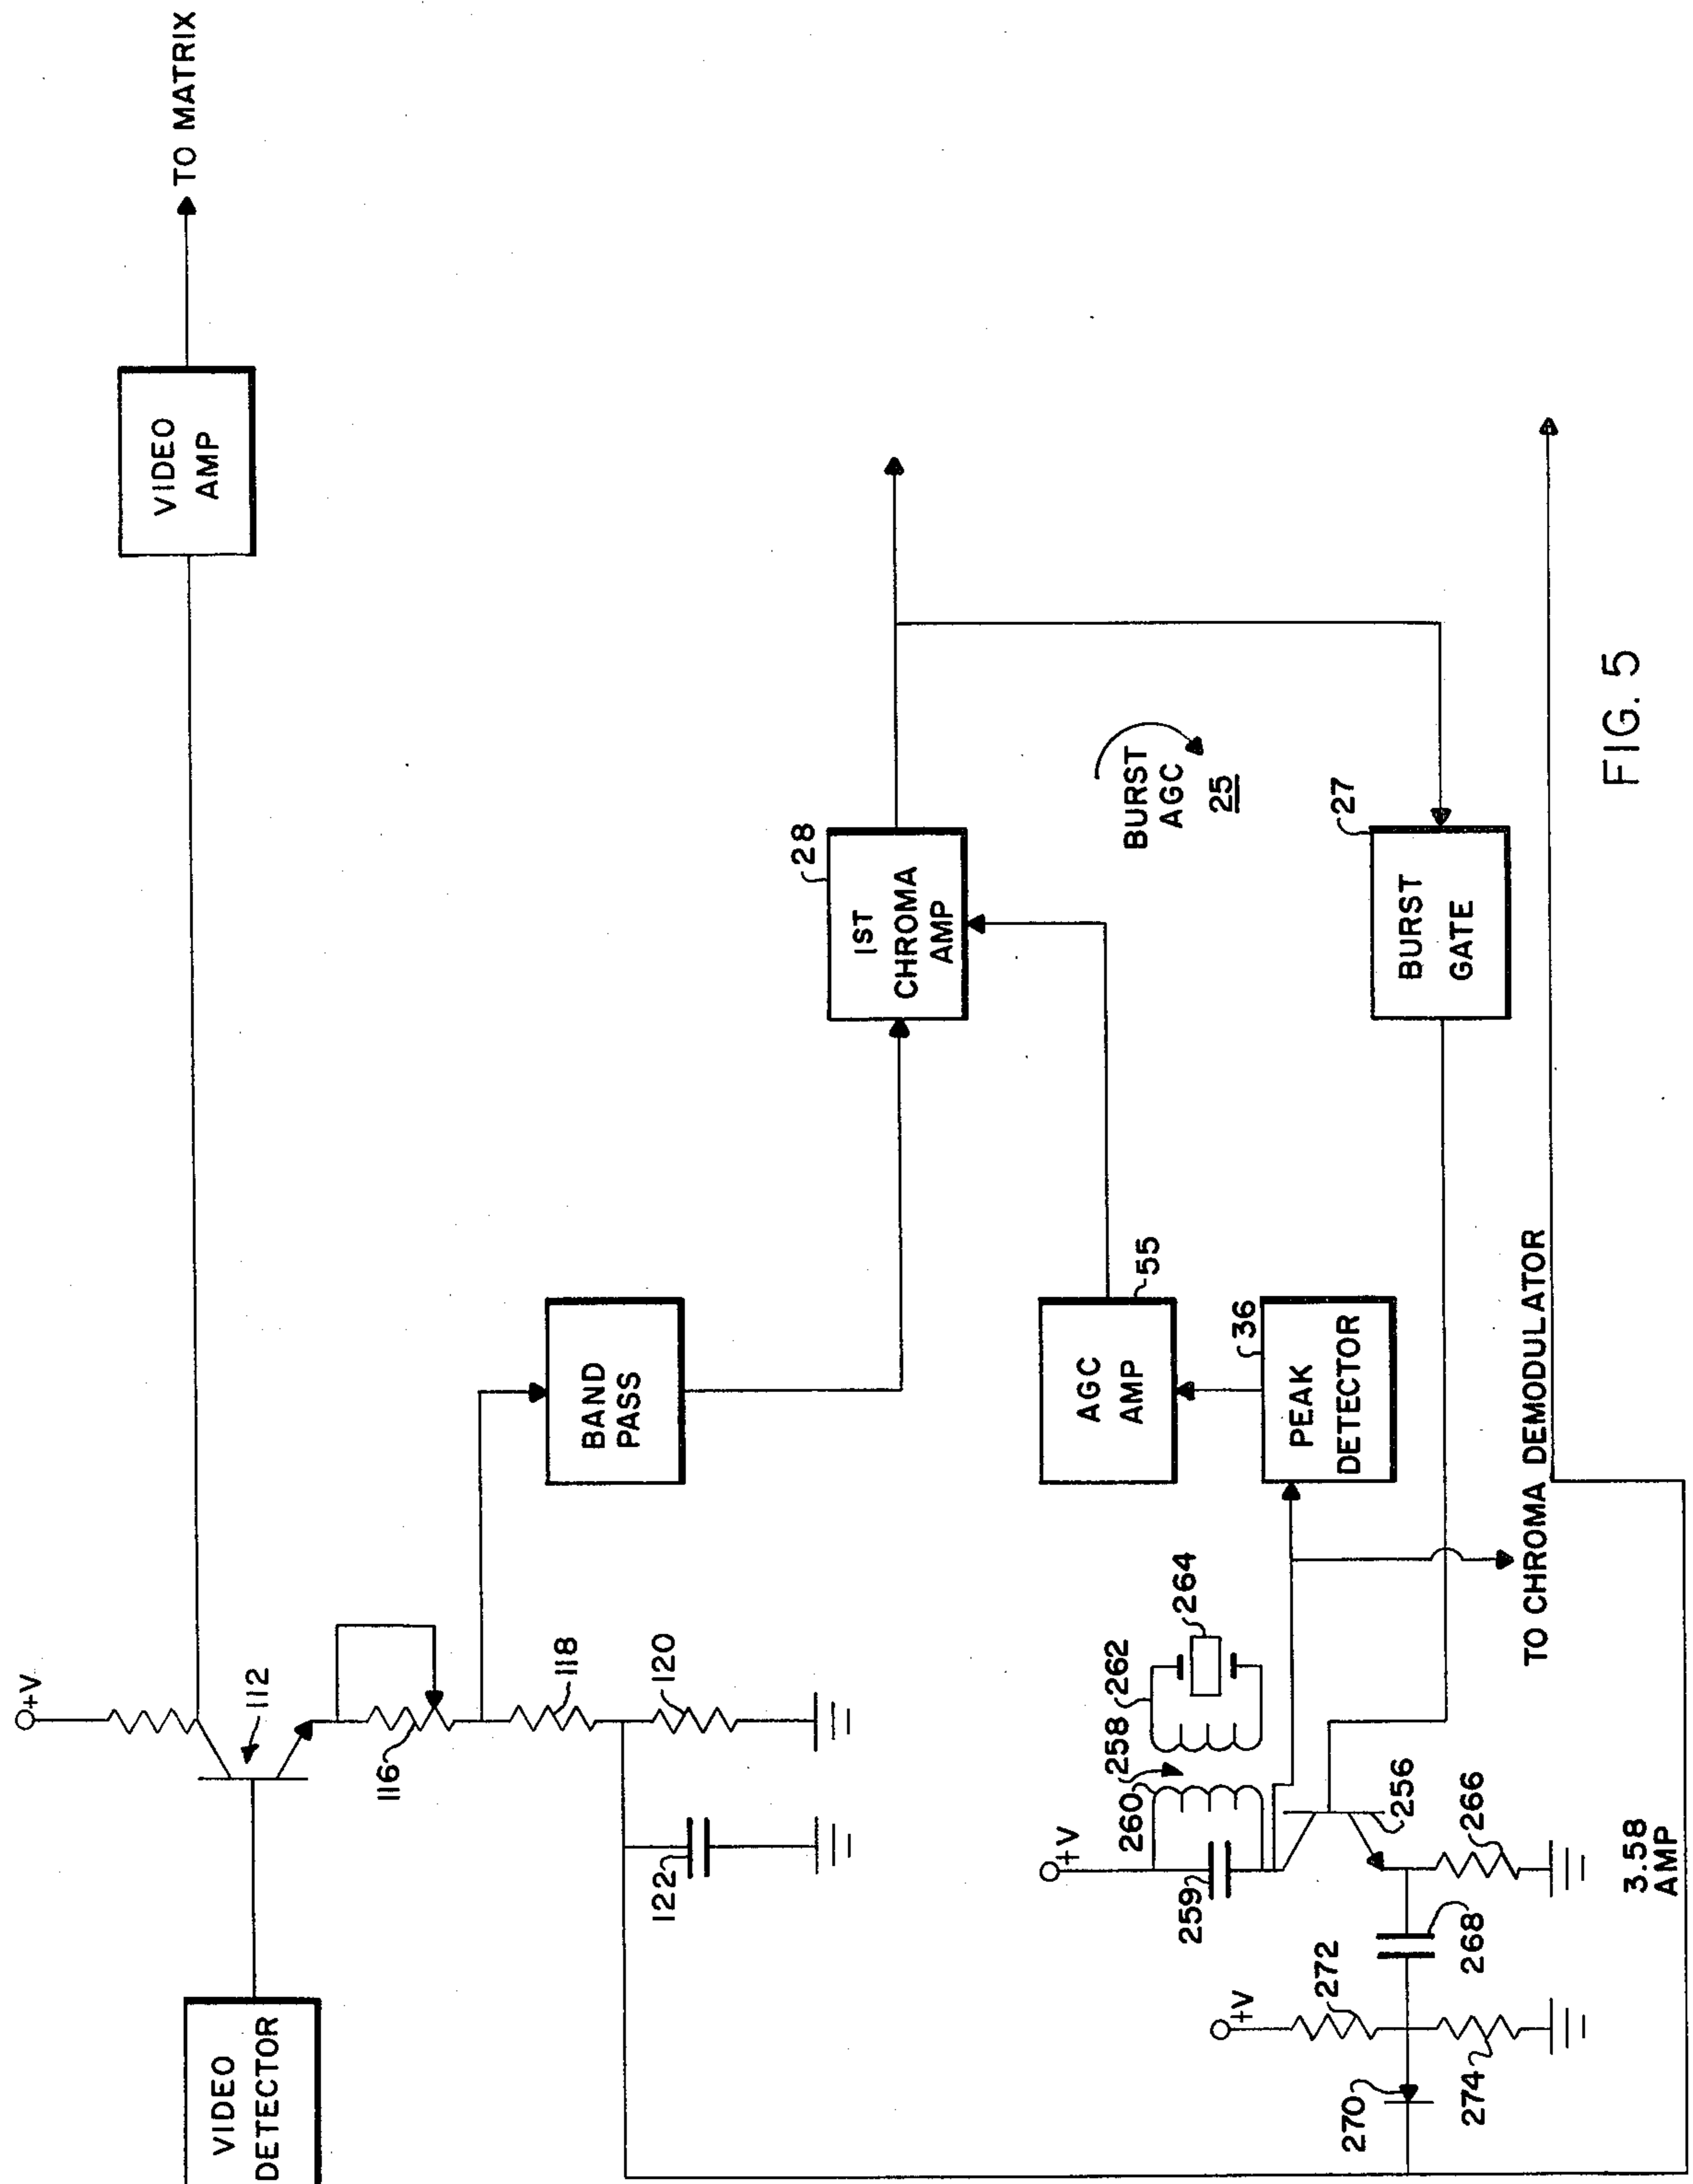 TO MATRIX
VIDEO
AMP
+V
112
VIDEO
DETECTOR
116
118
120
122
BAND
PASS
28
1ST
CHROMA
AMP
BURST
AGC
25
55
AGC
AMP
36
PEAK
DETECTOR
27
BURST
GATE
+V
260
258
262
264
259
256
266
268
+V
272
270
274
3.58
AMP
TO CHROMA DEMODULATOR
FIG. 5